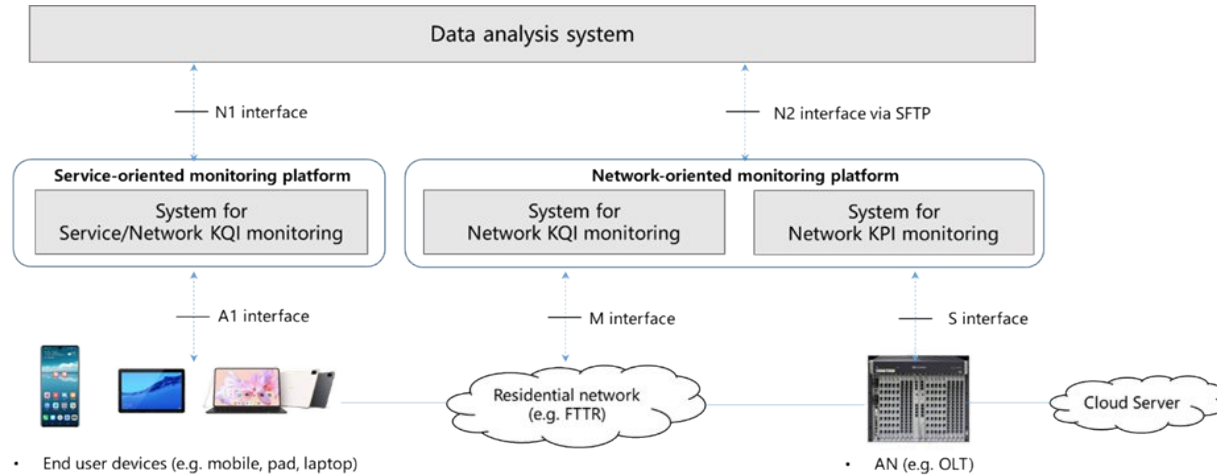 Data analysis system
N1 interface
N2 interface via SFTP
Service-oriented monitoring platform
System for
Service/Network KQI monitoring
Network-oriented monitoring platform
System for
Network KQI monitoring
System for
Network KPI monitoring
A1 interface
M interface
S interface
Residential network
(e.g. FTTR)
Cloud Server
• End user devices (e.g. mobile, pad, laptop)
• AN (e.g. OLT)